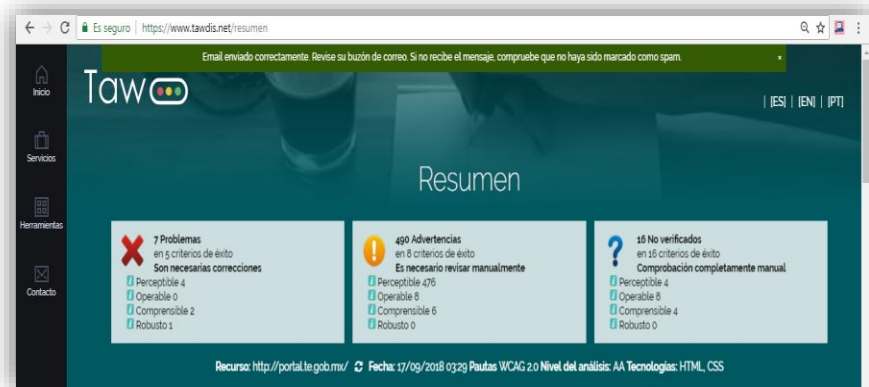 Es seguro | https://www.tawdis.net/resumen
Email enviado correctamente. Revise su buzón de correo. Si no recibe el mensaje, compruebe que no haya sido marcado como spam. x
Inicio
Servicios
Herramientas
Contacto
Taw
| [ES] | [EN] | [PT]
Resumen
7 Problemas
en 5 criterios de éxito
Son necesarias correcciones
Perceptible 4
Operable 0
Comprensible 2
Robusto 1
490 Advertencias
en 8 criterios de éxito
Es necesario revisar manualmente
Perceptible 476
Operable 8
Comprensible 6
Robusto 0
16 No verificados
en 16 criterios de éxito
Comprobación completamente manual
Perceptible 4
Operable 8
Comprensible 4
Robusto 0
Recurso: http://portal.te.gob.mx/ Fecha: 17/09/2018 03:29 Pautas WCAG 2.0 Nivel del análisis: AA Tecnologías: HTML, CSS